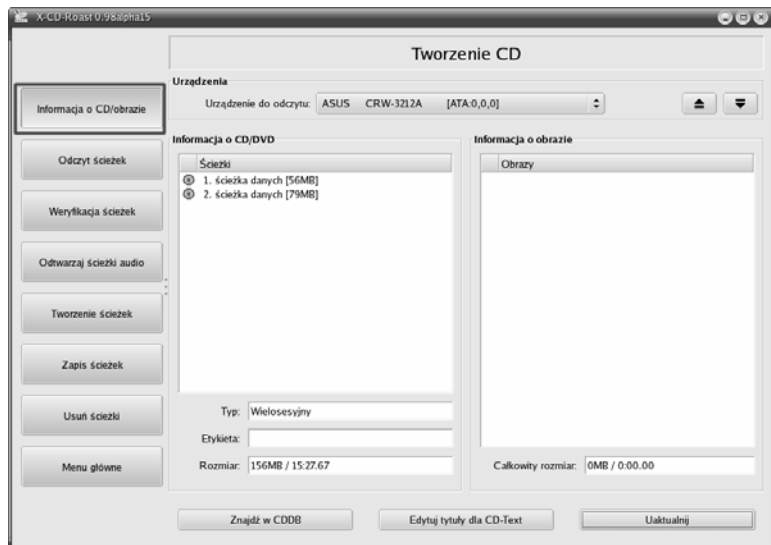 X-CD-Roast 0.98alpha15
Tworzenie CD
Urządzenia
Urządzenie do odczytu: ASUS CRW-3212A [ATA:0,0,0]
Informacja o CD/obrazie
Odczyt ścieżek
Weryfikacja ścieżek
Odtwarzaj ścieżki audio
Tworzenie ścieżek
Zapis ścieżek
Usuń ścieżki
Menu główne
Informacja o CD/DVD
Ścieżki
1. ścieżka danych [56MB]
2. ścieżka danych [79MB]
Typ: Wielosesyjny
Etykieta:
Rozmiar: 156MB / 15:27.67
Informacja o obrazie
Obrazy
Całkowity rozmiar: 0MB / 0:00.00
Znajdź w CDDB
Edytuj tytuły dla CD-Text
Uaktualnij